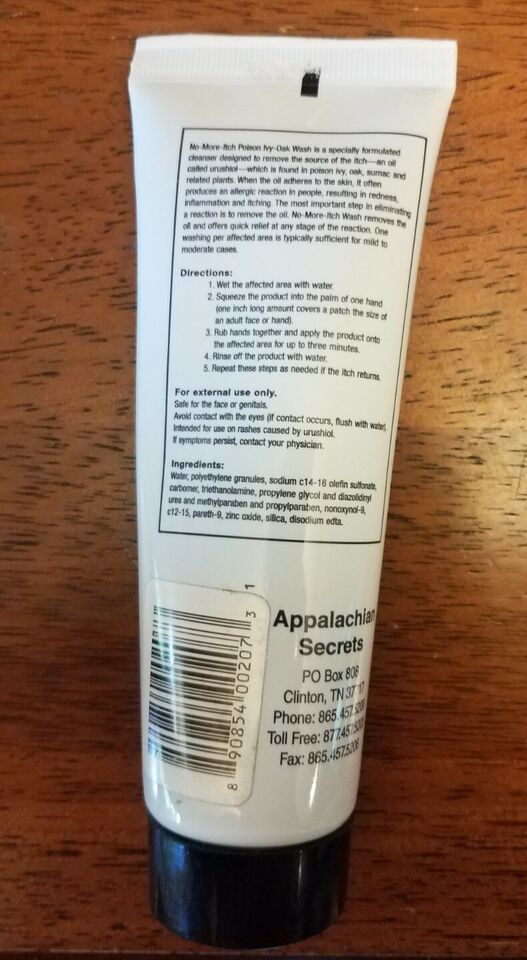 No-More-Itch Poison Ivy-Oak Wash is a specially formulated
cleanser designed to remove the source of the itch—an oil
called urushiol—which is found in poison ivy, oak, sumac and
related plants. When the oil adheres to the skin, it often
produces an allergic reaction in people, resulting in redness,
inflammation and itching. The most important step in eliminating
a reaction is to remove the oil. No-More-Itch Wash removes the
oil and offers quick relief at any stage of the reaction. One
washing per affected area is typically sufficient for mild to
moderate cases.
Directions:
1. Wet the affected area with water.
2. Squeeze the product into the palm of one hand
(one inch long amount covers a patch the size of
an adult face or hand).
3. Rub hands together and apply the product onto
the affected area for up to three minutes.
4. Rinse off the product with water.
5. Repeat these steps as needed if the itch returns.
For external use only.
Safe for the face or genitals.
Avoid contact with the eyes (if contact occurs, flush with water).
Intended for use on rashes caused by urushiol.
If symptoms persist, contact your physician.
Ingredients:
Water, polyethylene granules, sodium c14-16 olefin sulfonate,
carbomer, triethanolamine, propylene glycol and diazolidinyl
urea and methylparaben and propylparaben, nonoxynol-9,
c12-15, pareth-9, zinc oxide, silica, disodium edta.
8 90854 00207 3 1
Appalachian
Secrets
PO Box 808
Clinton, TN
Phone: 865.457.
Toll Free: 877.457.
Fax: 865.457.5206